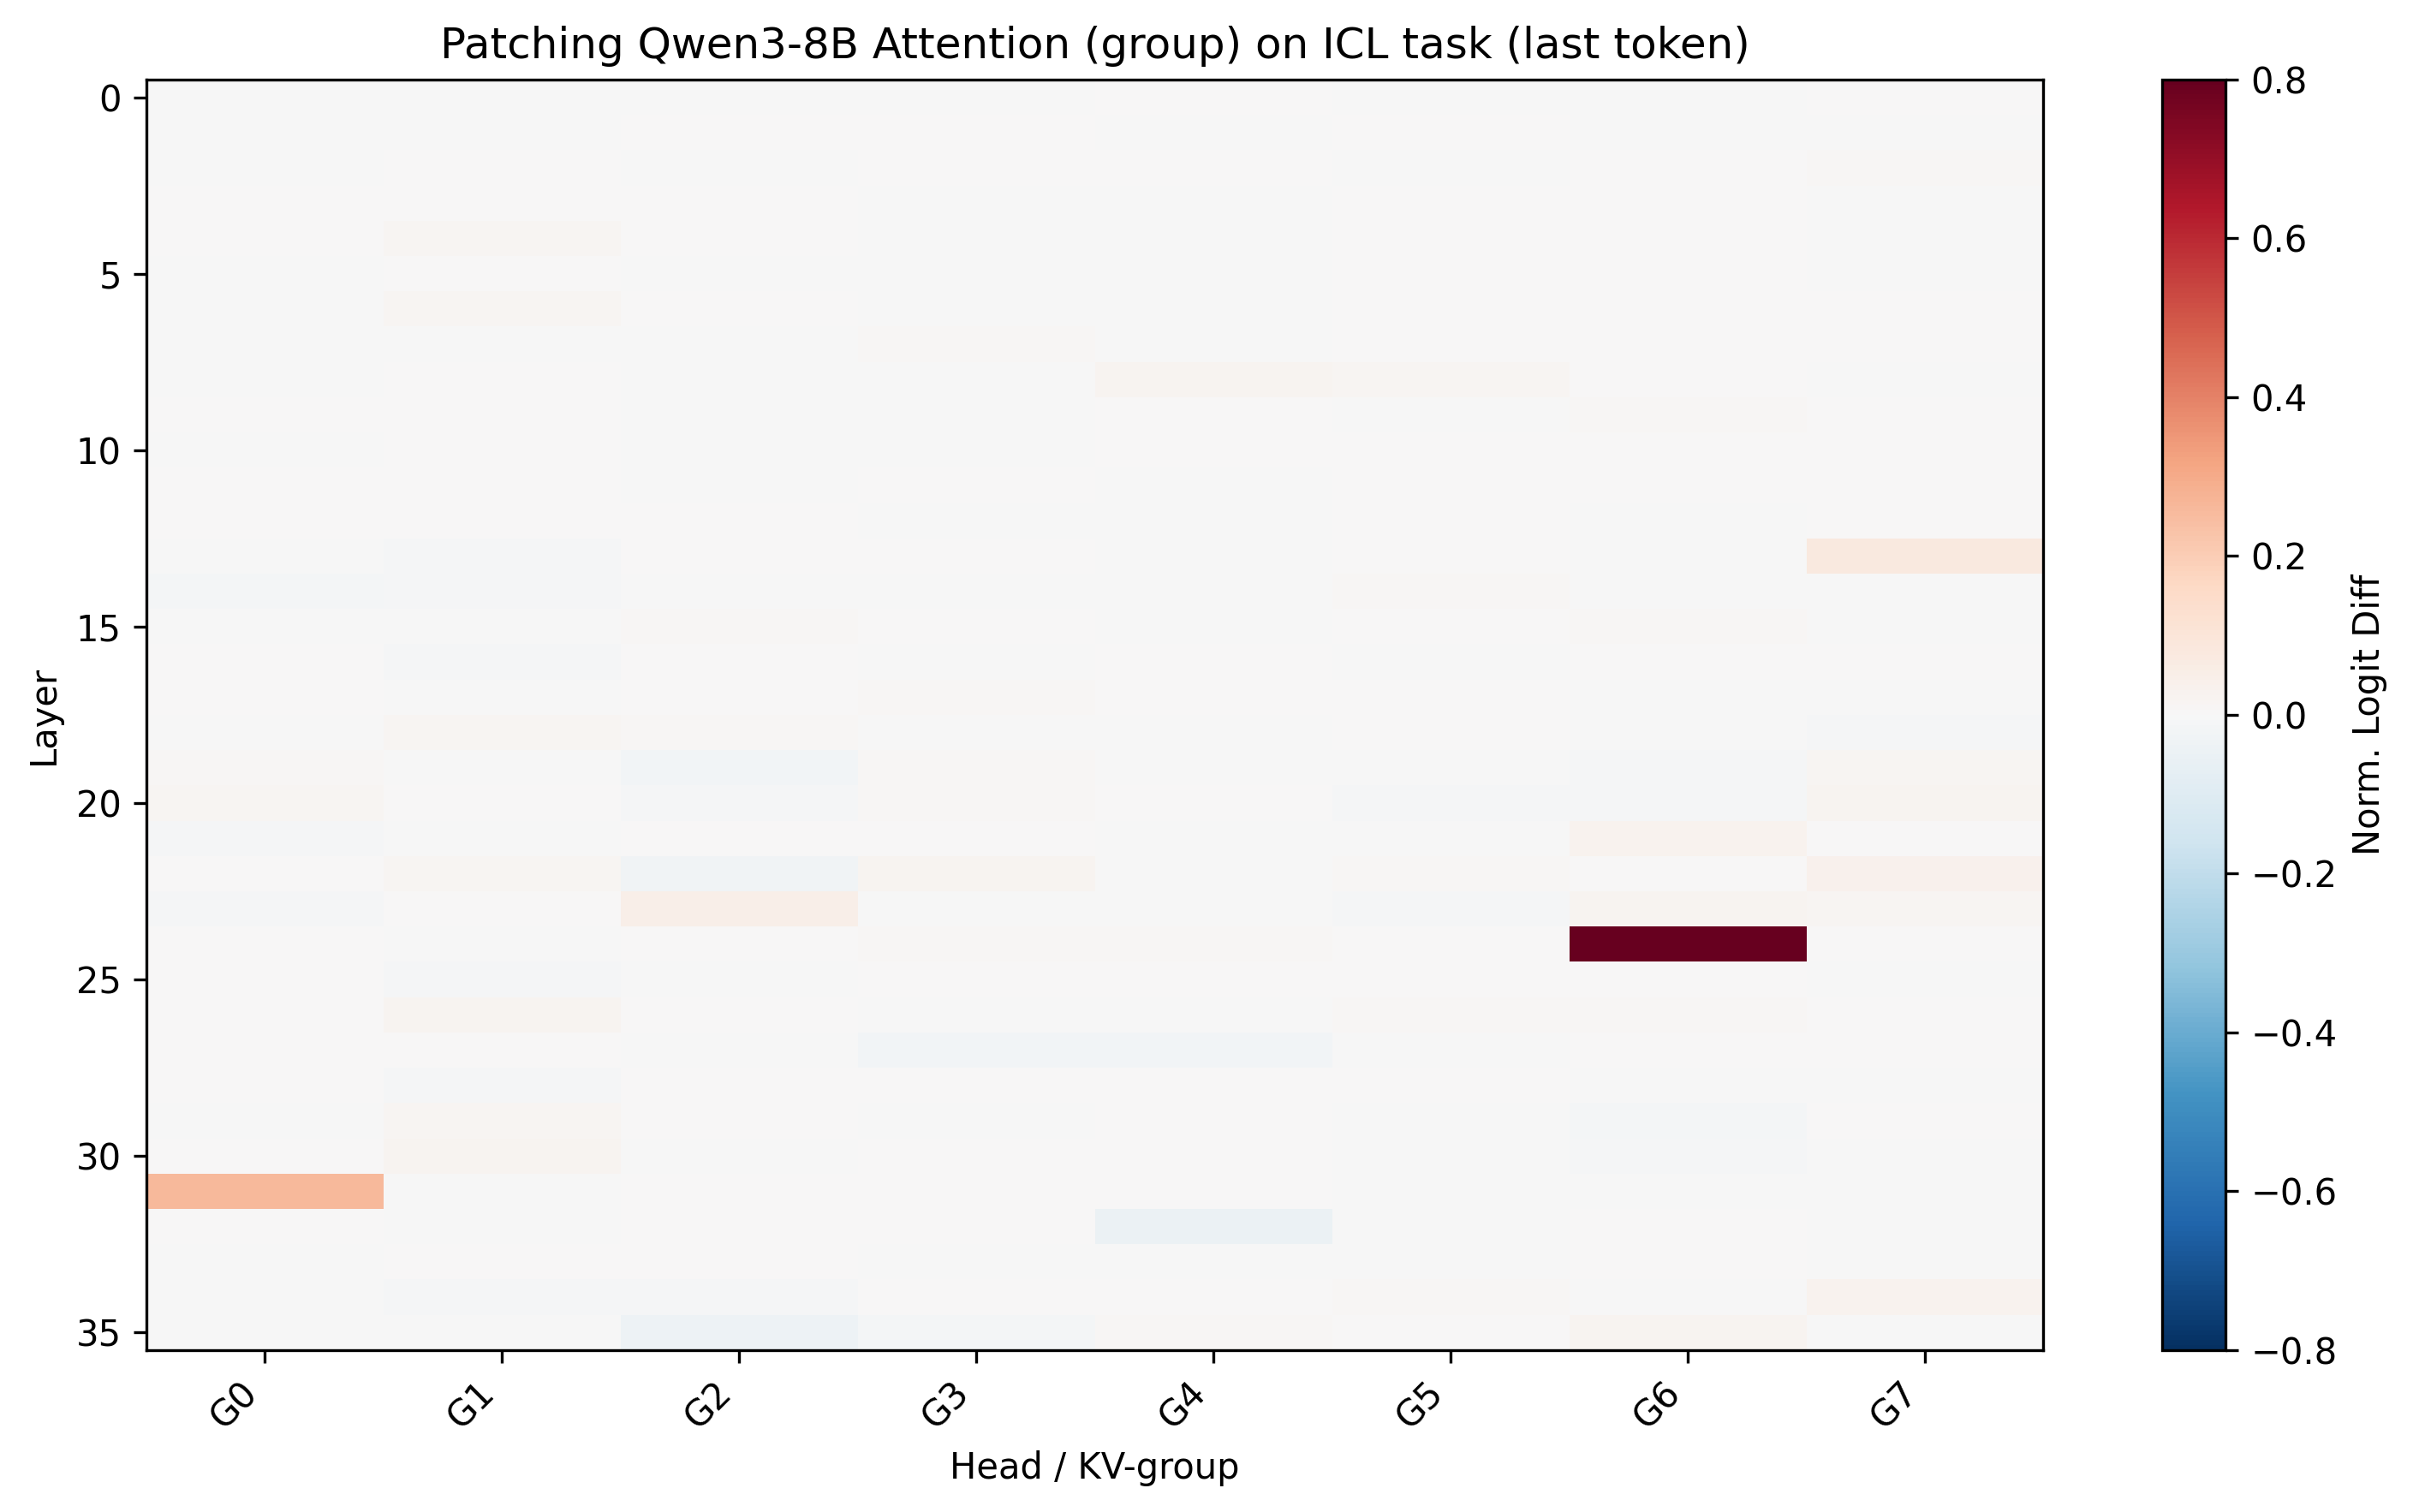 Patching Qwen3-8B Attention (group) on ICL task (last token)
0
5
10
15
20
25
30
35
Layer
G0
G1
G2
G3
G4
G5
G6
G7
Head / KV-group
0.8
0.6
0.4
0.2
0.0
−0.2
−0.4
−0.6
−0.8
Norm. Logit Diff